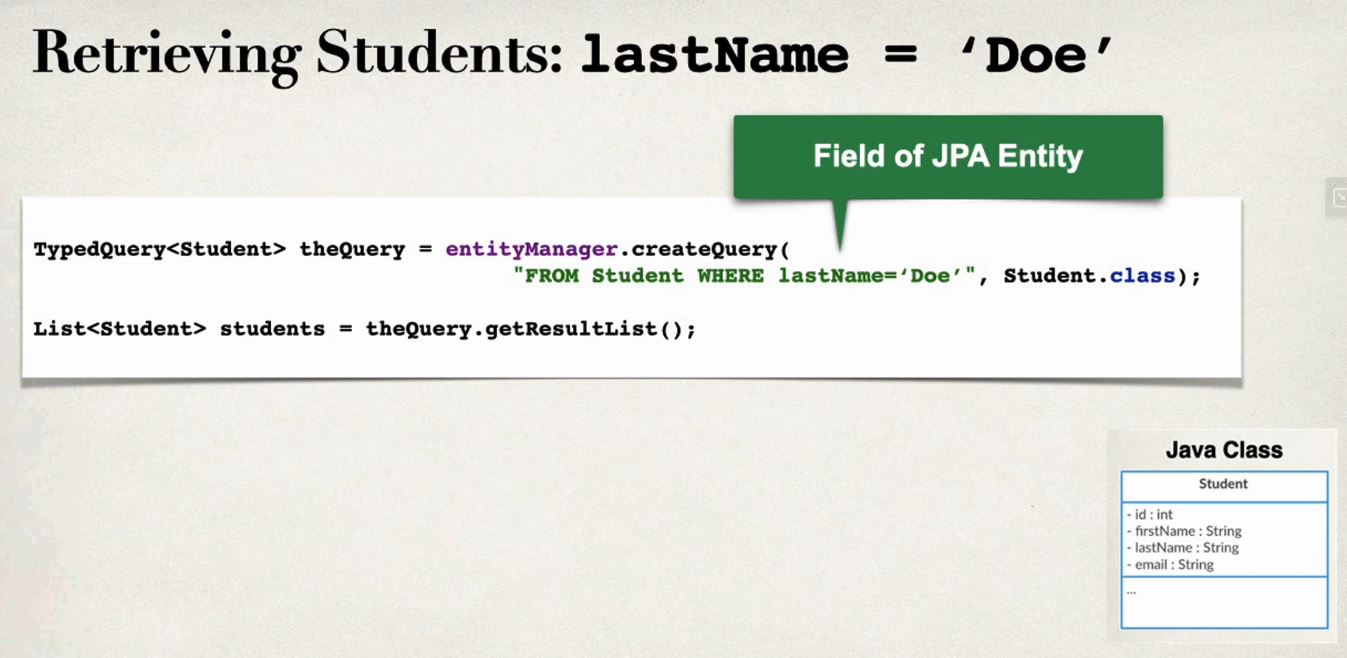 Retrieving Students: lastName = ‘Doe’
Field of JPA Entity
TypedQuery<Student> theQuery = entityManager.createQuery(
"FROM Student WHERE lastName=‘Doe’", Student.class);
List<Student> students = theQuery.getResultList();
Java Class
Student
- id : int
- firstName : String
- lastName : String
- email : String
...